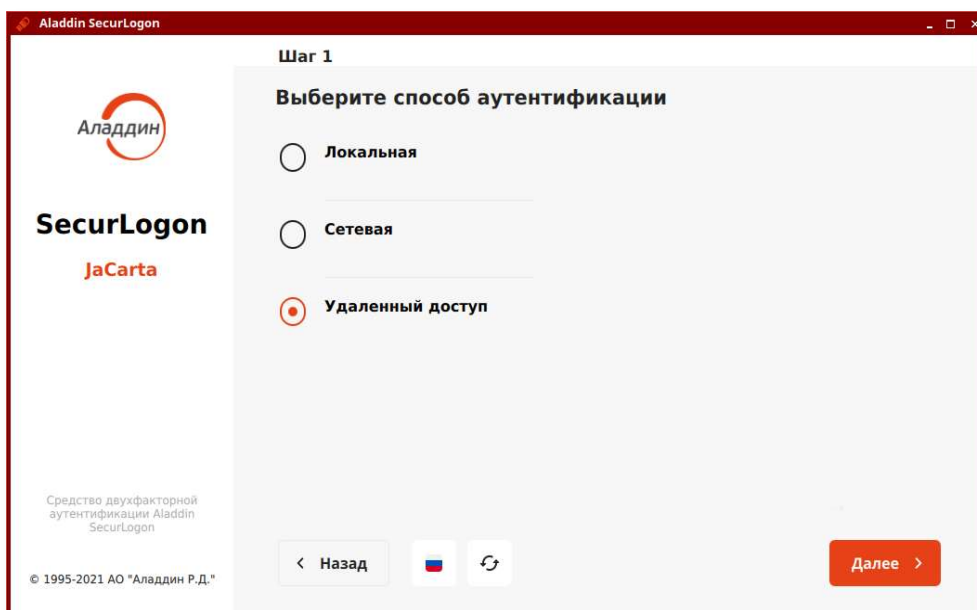 Aladdin SecurLogon
Шаг 1
Аладдин
Выберите способ аутентификации
Локальная
SecurLogon
Сетевая
JaCarta
Удаленный доступ
Средство двухфакторной
аутентификации Aladdin
SecurLogon
Назад
Далее
© 1995-2021 АО "Аладдин Р.Д."